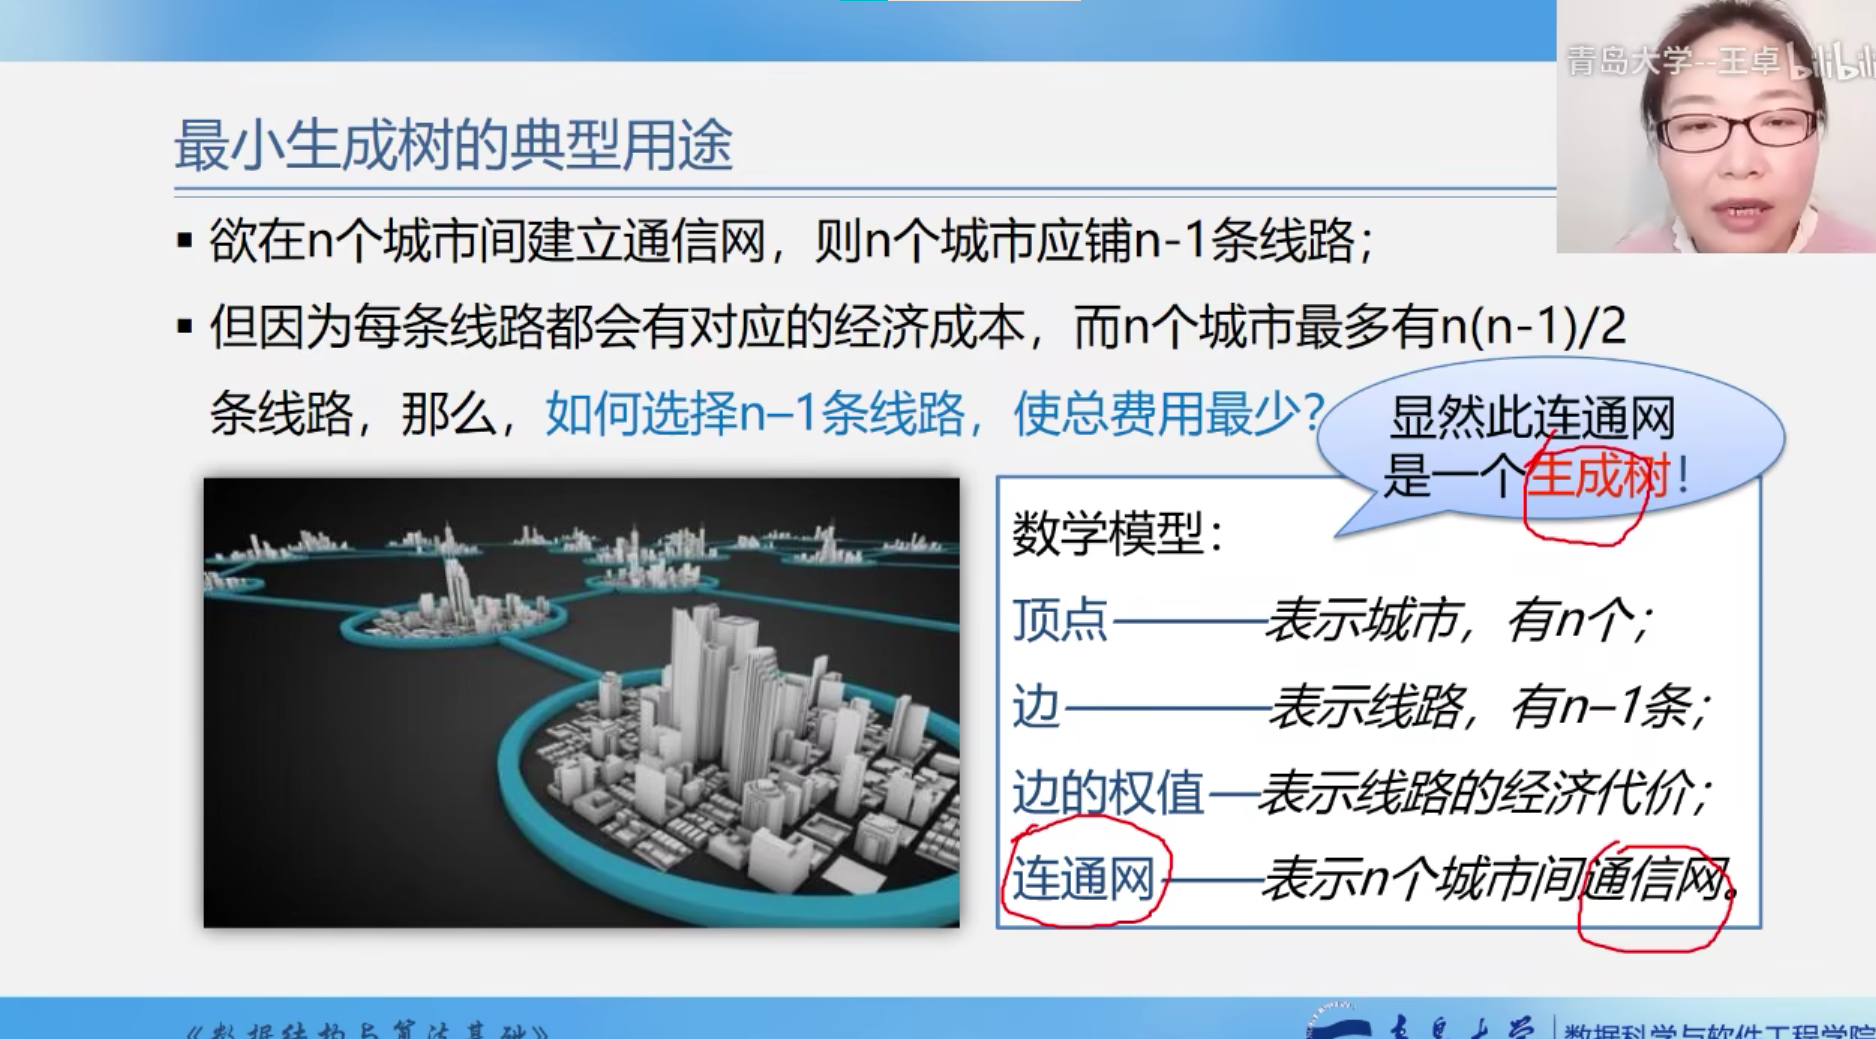 青岛大学--王卓 bilibili
最小生成树的典型用途
▪ 欲在n个城市间建立通信网，则n个城市应铺n-1条线路；
▪ 但因为每条线路都会有对应的经济成本，而n个城市最多有n(n-1)/2
条线路，那么，如何选择n–1条线路，使总费用最少？
显然此连通网
是一个生成树！
数学模型：
顶点———表示城市，有n个；
边————表示线路，有n–1条；
边的权值—表示线路的经济代价；
连通网——表示n个城市间通信网。
《数据结构与算法基础》
青岛大学 | 数据科学与软件工程学院